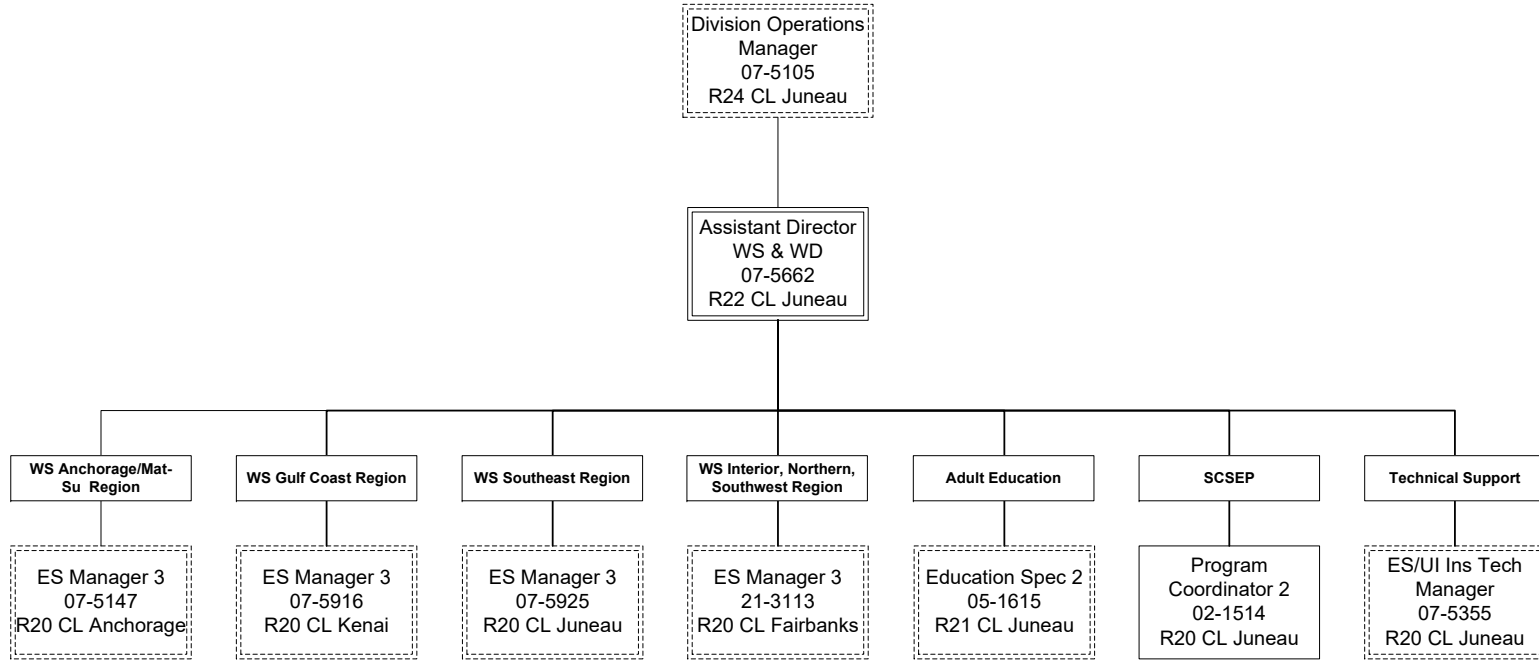 Division Operations
Manager
07-5105
R24 CL Juneau
Assistant Director
WS & WD
07-5662
R22 CL Juneau
WS Anchorage/Mat-
Su Region
WS Gulf Coast Region
WS Southeast Region
WS Interior, Northern,
Southwest Region
Adult Education
SCSEP
Technical Support
ES Manager 3
07-5147
R20 CL Anchorage
ES Manager 3
07-5916
R20 CL Kenai
ES Manager 3
07-5925
R20 CL Juneau
ES Manager 3
21-3113
R20 CL Fairbanks
Education Spec 2
05-1615
R21 CL Juneau
Program
Coordinator 2
02-1514
R20 CL Juneau
ES/UI Ins Tech
Manager
07-5355
R20 CL Juneau